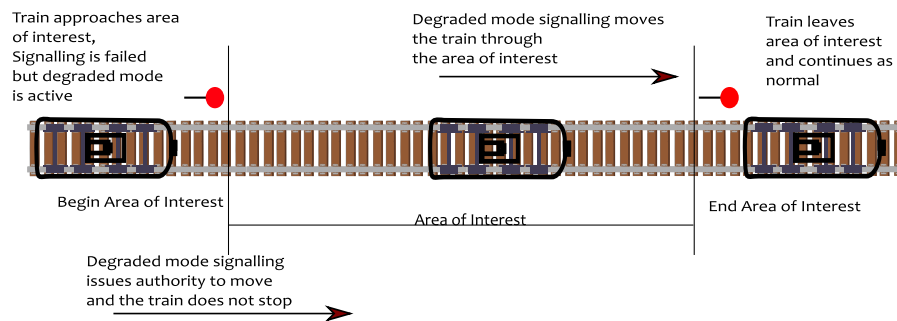 Train approaches area
of interest,
Signalling is failed
but degraded mode
is active
Degraded mode signalling moves
the train through
the area of interest
Train leaves
area of interest
and continues as
normal
Begin Area of Interest
Area of Interest
End Area of Interest
Degraded mode signalling
issues authority to move
and the train does not stop